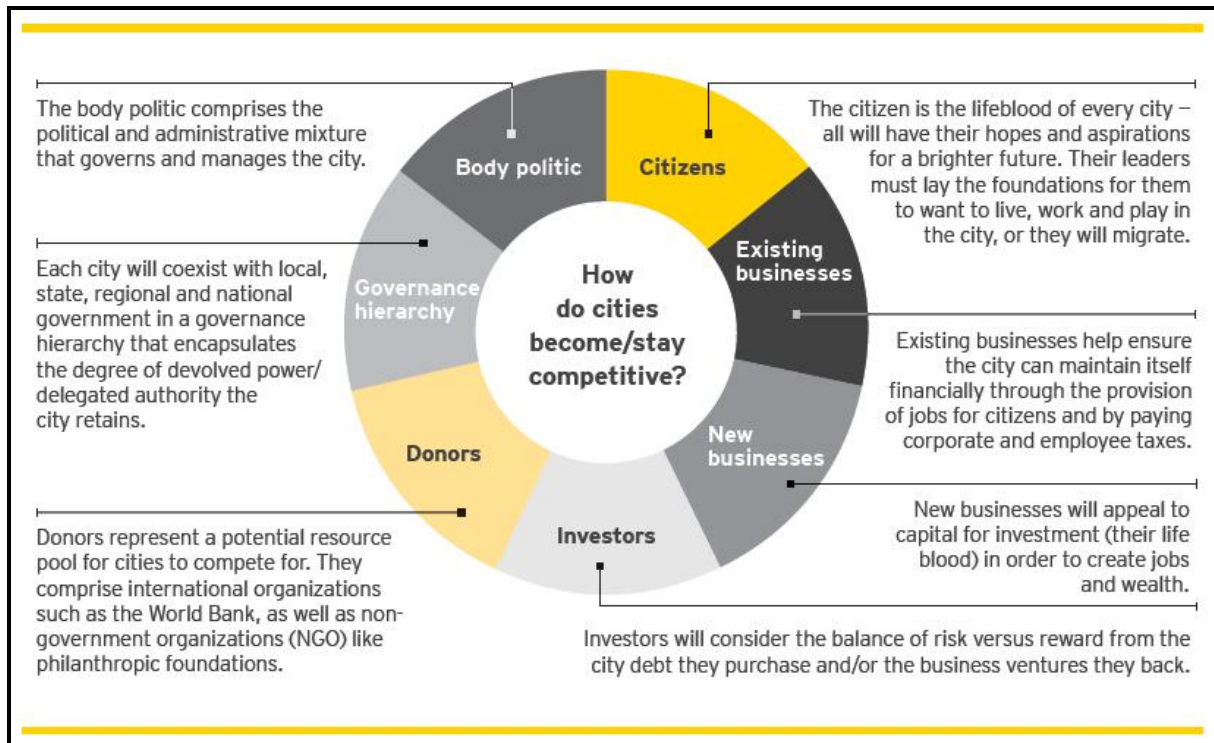 The body politic comprises the
political and administrative mixture
that governs and manages the city.
Each city will coexist with local,
state, regional and national
government in a governance
hierarchy that encapsulates
the degree of devolved power/
delegated authority the
city retains.
Donors represent a potential resource
pool for cities to compete for. They
comprise international organizations
such as the World Bank, as well as non-
government organizations (NGO) like
philanthropic foundations.
Body politic
Citizens
Governance
hierarchy
Existing
businesses
How
do cities
become/stay
competitive?
Donors
New
businesses
Investors
The citizen is the lifeblood of every city –
all will have their hopes and aspirations
for a brighter future. Their leaders
must lay the foundations for them
to want to live, work and play in
the city, or they will migrate.
Existing businesses help ensure
the city can maintain itself
financially through the provision
of jobs for citizens and by paying
corporate and employee taxes.
New businesses will appeal to
capital for investment (their life
blood) in order to create jobs
and wealth.
Investors will consider the balance of risk versus reward from the
city debt they purchase and/or the business ventures they back.